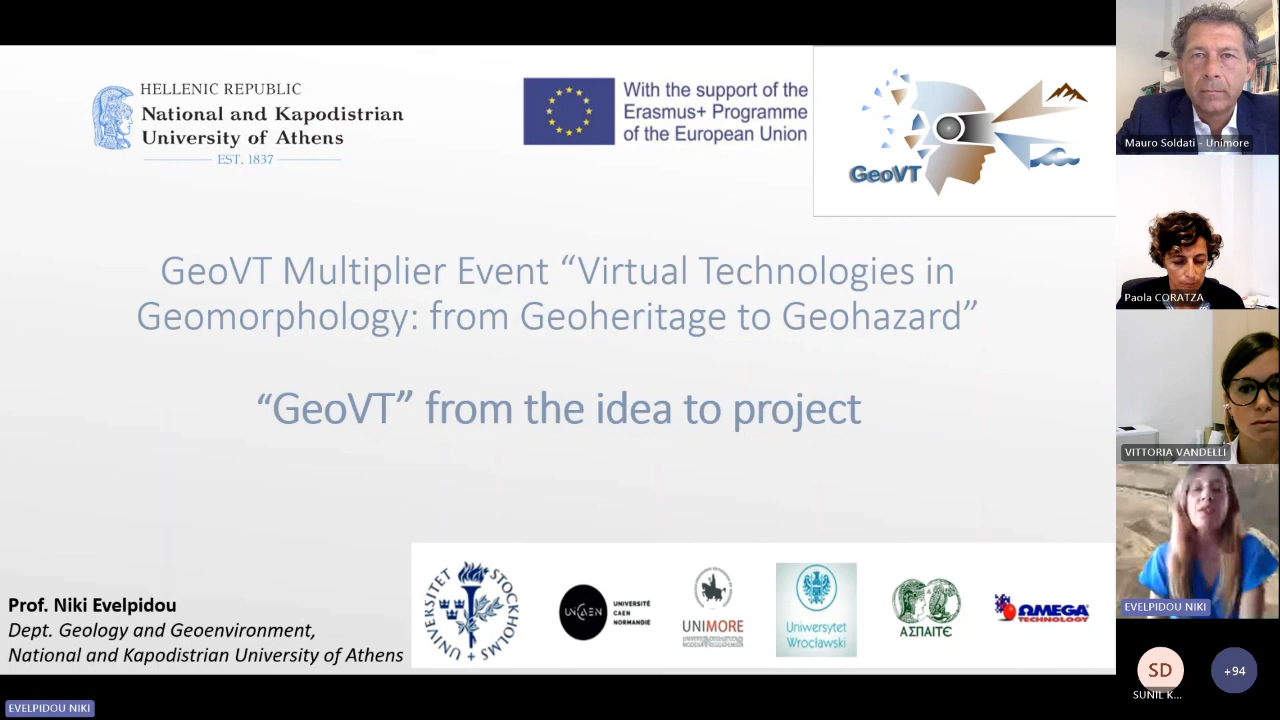 HELLENIC REPUBLIC
National and Kapodistrian
University of Athens
EST. 1837
With the support of the
Erasmus+ Programme
of the European Union
GeoVT
GeoVT Multiplier Event “Virtual Technologies in
Geomorphology: from Geoheritage to Geohazard”
“GeoVT” from the idea to project
Prof. Niki Evelpidou
Dept. Geology and Geoenvironment,
National and Kapodistrian University of Athens
UNIVERSITET STOCKHOLMS
UNICAEN
UNIVERSITÉ
CAEN
NORMANDIE
UNIMORE
Uniwersytet
Wrocławski
ΑΣΠΑΙΤΕ
ΩMEGA
TECHNOLOGY
Mauro Soldati - Unimore
Paola CORATZA
VITTORIA VANDELLI
EVELPIDOU NIKI
SD
SUNIL K...
+94
EVELPIDOU NIKI